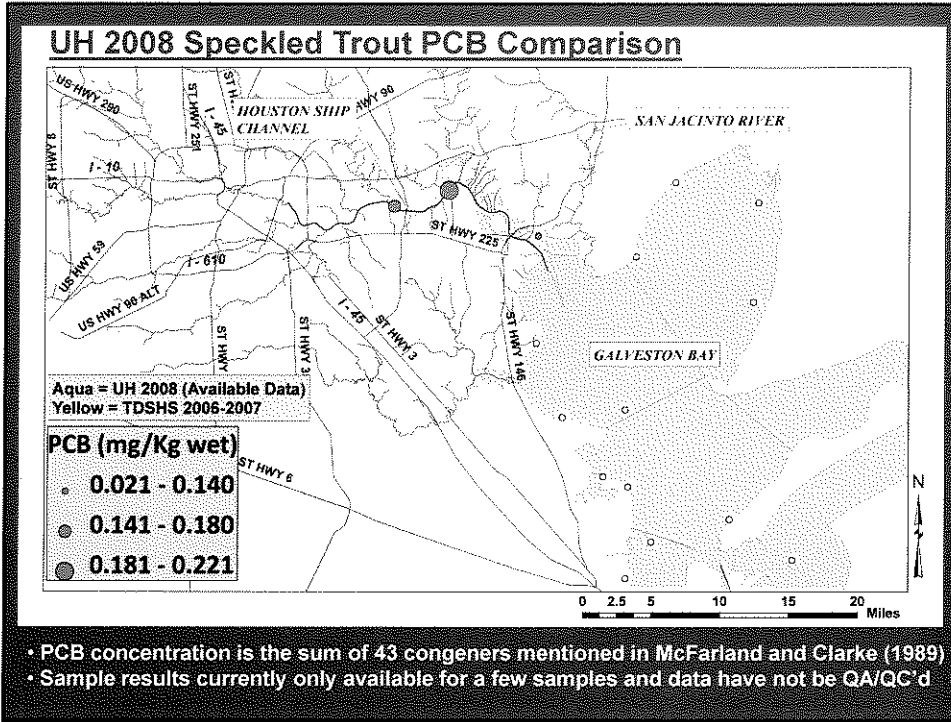 UH 2008 Speckled Trout PCB Comparison
US HWY 290
ST HWY 8
I - 10
ST HWY 251
ST H
I - 45
HWY 90
HOUSTON SHIP
CHANNEL
SAN JACINTO RIVER
ST HWY 225
US HWY 59
I - 610
US HWY 90 ALT
ST HWY
ST HWY 3
I - 45
ST HWY 3
ST HWY 146
GALVESTON BAY
Aqua = UH 2008 (Available Data)
Yellow = TDSHS 2006-2007
PCB (mg/Kg wet)
0.021 - 0.140
0.141 - 0.180
0.181 - 0.221
ST HWY 6
N
0 2.5 5 10 15 20
Miles
• PCB concentration is the sum of 43 congeners mentioned in McFarland and Clarke (1989)
• Sample results currently only available for a few samples and data have not be QA/QC'd